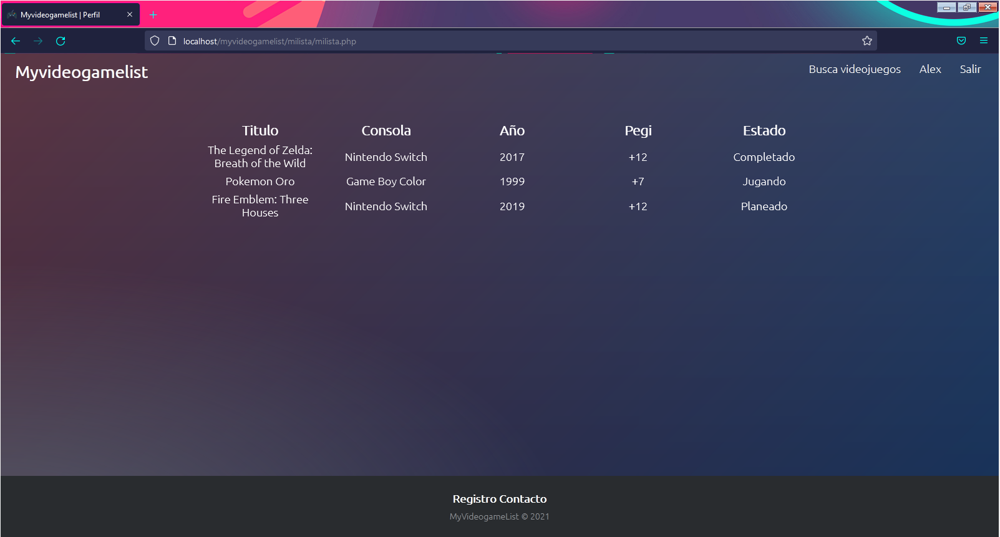 Myvideogamelist | Perfil
localhost/myvideogamelist/milista/milista.php
Myvideogamelist
Busca videojuegos Alex Salir
Titulo Consola Año Pegi Estado
The Legend of Zelda:
Breath of the Wild Nintendo Switch 2017 +12 Completado
Pokemon Oro Game Boy Color 1999 +7 Jugando
Fire Emblem: Three
Houses Nintendo Switch 2019 +12 Planeado
Registro Contacto
MyVideogameList © 2021